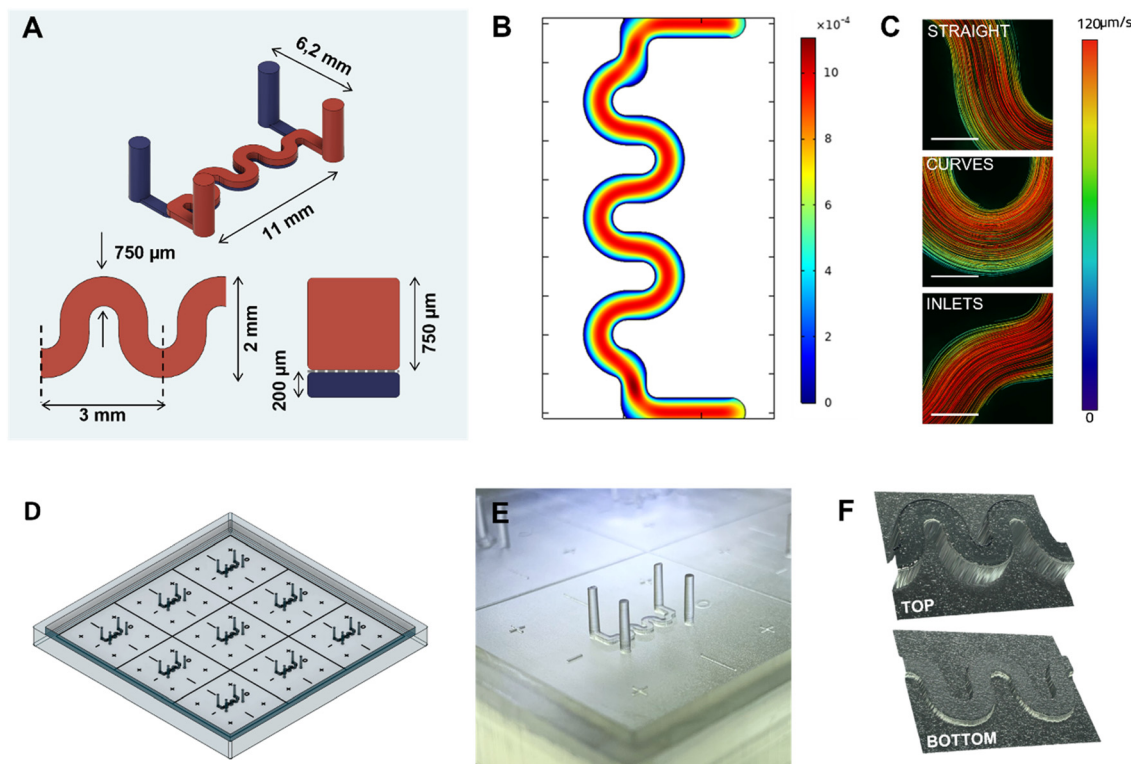 A
6,2 mm
11 mm
750 µm
2 mm
3 mm
750 µm
200 µm
B
×10⁻⁴
10
8
6
4
2
0
C
120µm/s
STRAIGHT
CURVES
INLETS
0
D
E
F
TOP
BOTTOM